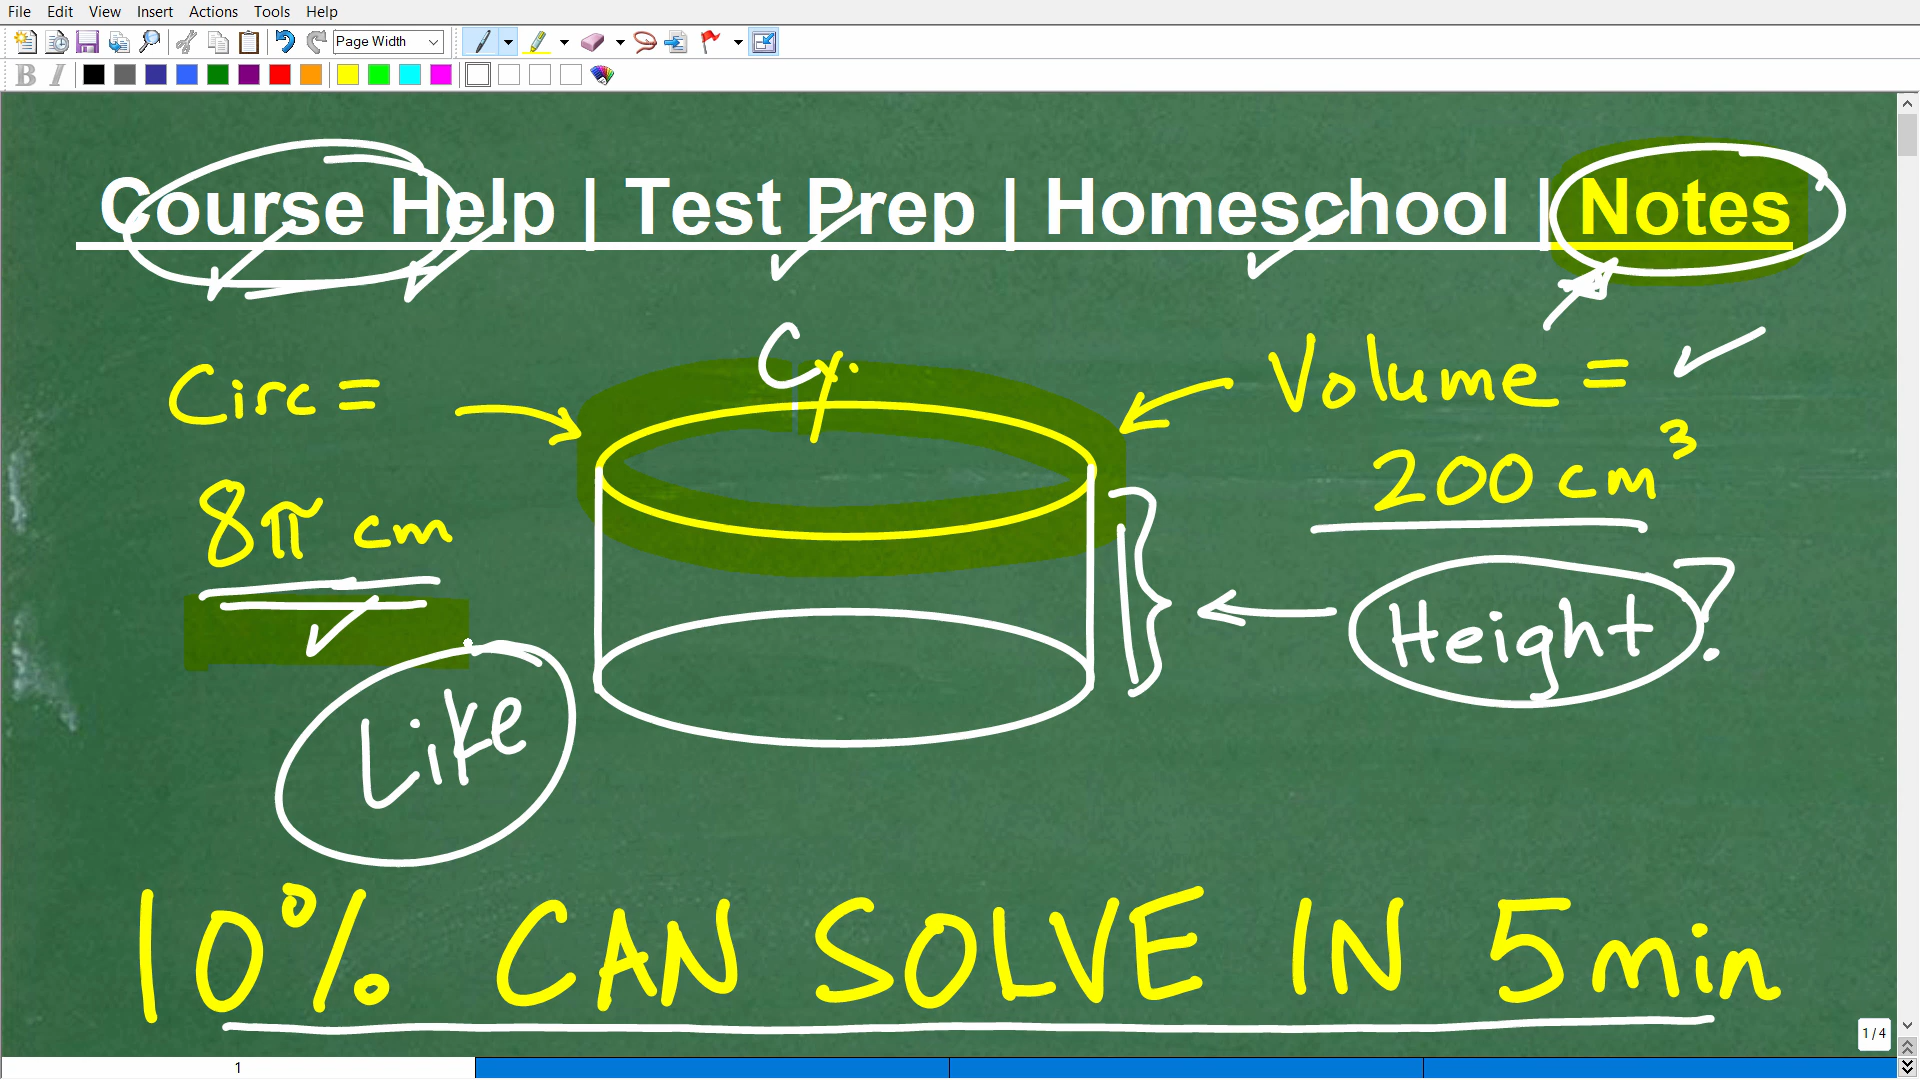 File Edit View Insert Actions Tools Help
Page Width
B I
Course Help | Test Prep | Homeschool | Notes
Cy.
Circ =
8π cm
Volume =
200 cm³
Height?
Like
10% CAN SOLVE IN 5 min
1 / 4
1